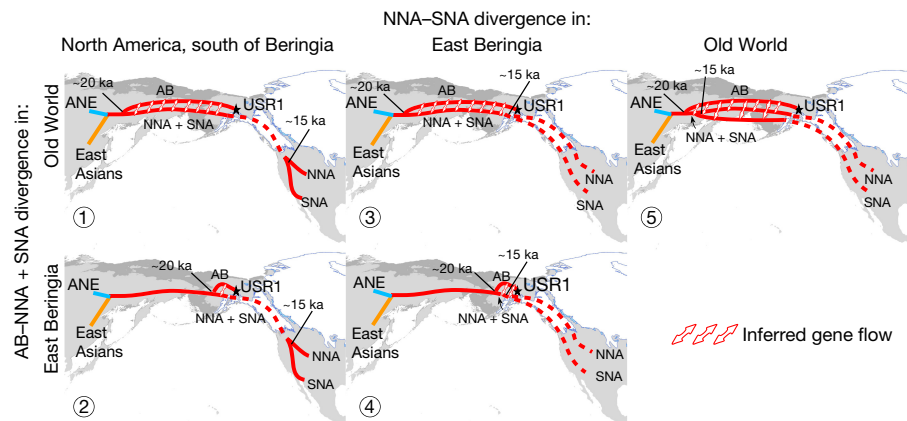 NNA–SNA divergence in:
North America, south of Beringia
East Beringia
Old World
AB–NNA + SNA divergence in:
Old World
East Beringia
~20 ka
AB
ANE
USR1
NNA + SNA
~15 ka
East
Asians
NNA
SNA
1
~20 ka
AB
~15 ka
ANE
USR1
NNA + SNA
East
Asians
NNA
SNA
3
~15 ka
~20 ka
AB
ANE
USR1
NNA + SNA
East
Asians
NNA
SNA
5
~20 ka
AB
ANE
USR1
NNA + SNA
~15 ka
East
Asians
NNA
SNA
2
~15 ka
~20 ka
AB
ANE
USR1
NNA + SNA
East
Asians
NNA
SNA
4
Inferred gene flow